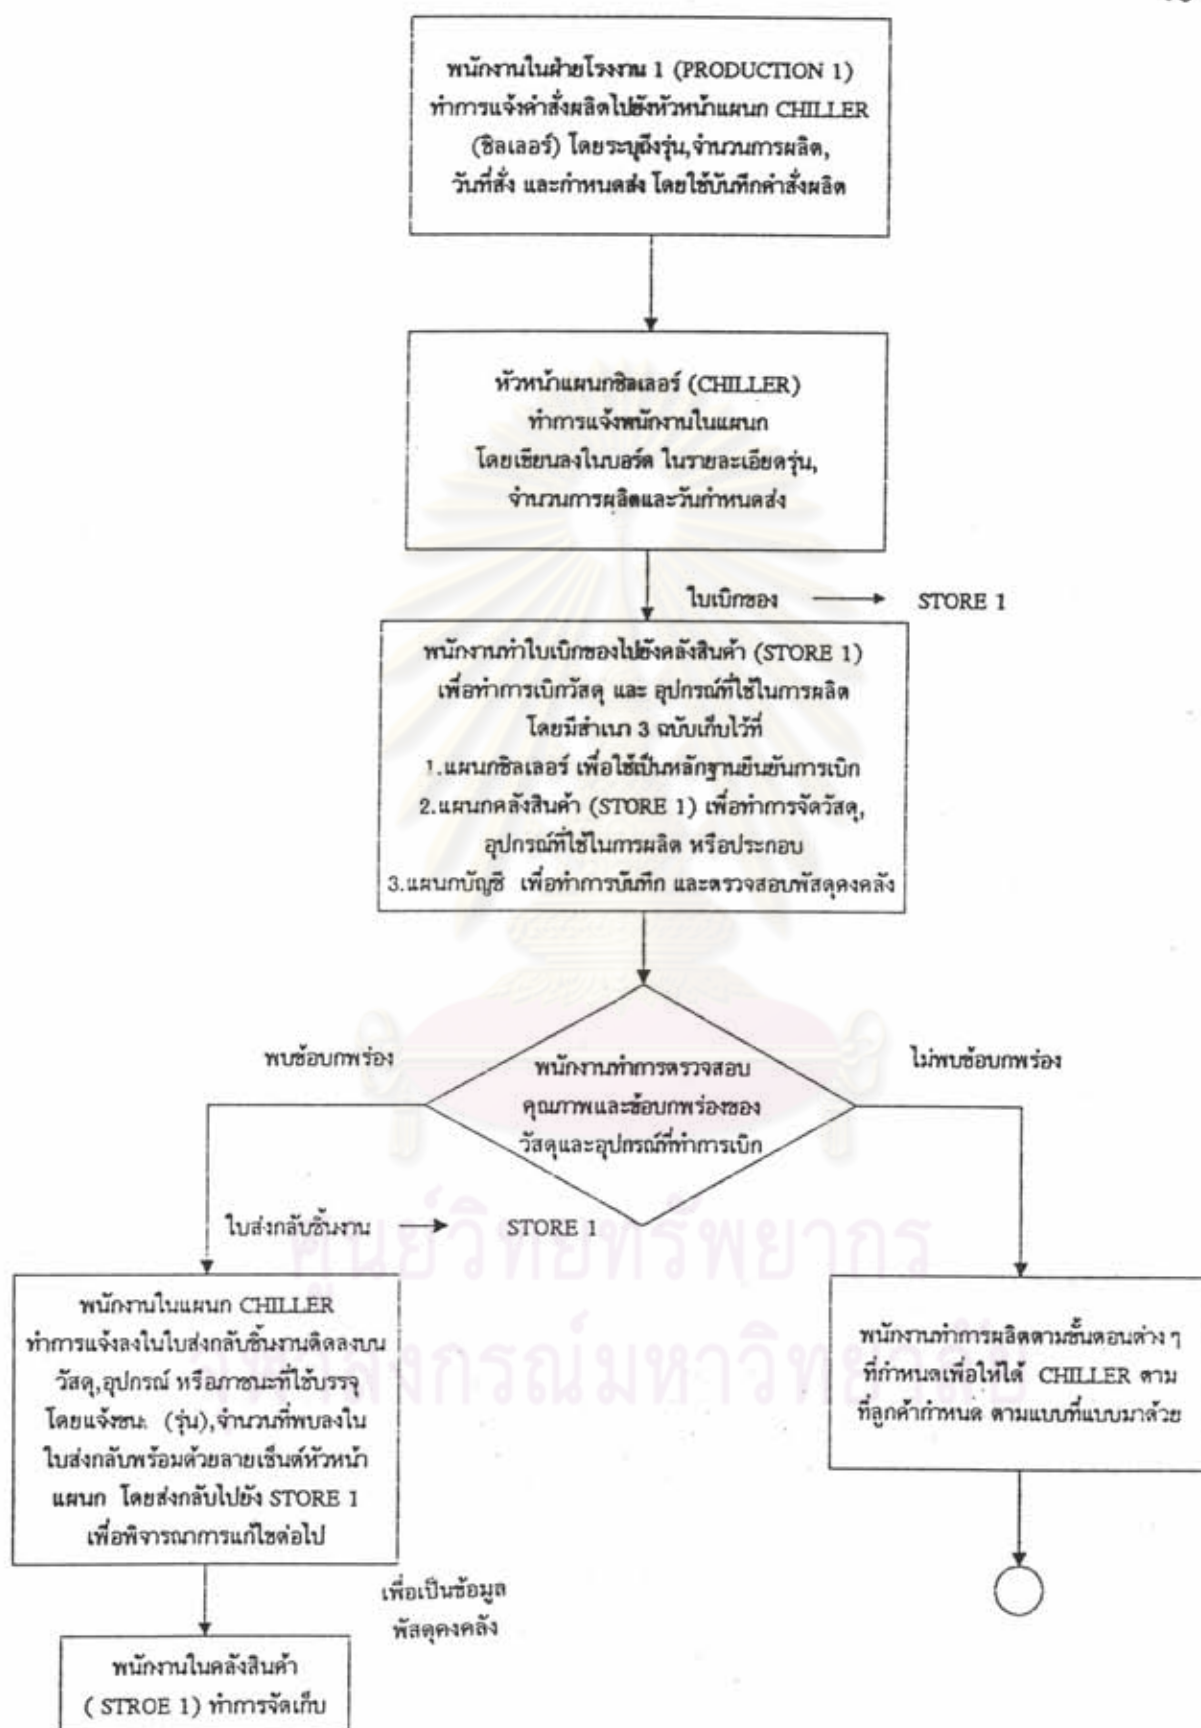 พนักงานในฝ่ายโรงงาน 1 (PRODUCTION 1)
ทำการแจ้งคำสั่งผลิตไปยังหัวหน้าแผนก CHILLER
(ชิลเลอร์) โดยระบุถึงรุ่น,จำนวนการผลิต,
วันที่สั่ง และกำหนดส่ง โดยใช้บันทึกคำสั่งผลิต
หัวหน้าแผนกชิลเลอร์ (CHILLER)
ทำการแจ้งพนักงานในแผนก
โดยเขียนลงในบอร์ด ในรายละเอียดรุ่น,
จำนวนการผลิตและวันกำหนดส่ง
ใบเบิกของ STORE 1
พนักงานทำใบเบิกของไปยังคลังสินค้า (STORE 1)
เพื่อทำการเบิกวัสดุ และ อุปกรณ์ที่ใช้ในการผลิต
โดยมีสำเนา 3 ฉบับเก็บไว้ที่
1.แผนกชิลเลอร์ เพื่อใช้เป็นหลักฐานยืนยันการเบิก
2.แผนกคลังสินค้า (STORE 1) เพื่อทำการจัดวัสดุ,
อุปกรณ์ที่ใช้ในการผลิต หรือประกอบ
3.แผนกบัญชี เพื่อทำการบันทึก และตรวจสอบพัสดุคงคลัง
พบข้อบกพร่อง
ไม่พบข้อบกพร่อง
พนักงานทำการตรวจสอบ
คุณภาพและข้อบกพร่องของ
วัสดุและอุปกรณ์ที่ทำการเบิก
ใบส่งกลับชิ้นงาน STORE 1
ศูนย์วิทยทรัพยากร
จุฬาลงกรณ์มหาวิทยาลัย
พนักงานในแผนก CHILLER
ทำการแจ้งลงในใบส่งกลับชิ้นงานติดลงบน
วัสดุ,อุปกรณ์ หรือภาชนะที่ใช้บรรจุ
โดยแจ้งชนะ (รุ่น),จำนวนที่พบลงใน
ใบส่งกลับพร้อมด้วยลายเซ็นต์หัวหน้า
แผนก โดยส่งกลับไปยัง STORE 1
เพื่อพิจารณาการแก้ไขต่อไป
พนักงานทำการผลิตตามขั้นตอนต่าง ๆ
ที่กำหนดเพื่อให้ได้ CHILLER ตาม
ที่ลูกค้ากำหนด ตามแบบที่แบบมาด้วย
เพื่อเป็นข้อมูล
พัสดุคงคลัง
พนักงานในคลังสินค้า
( STROE 1) ทำการจัดเก็บ